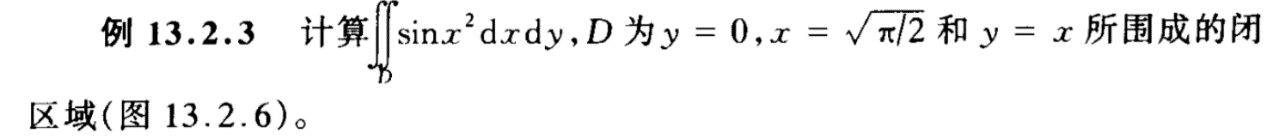 例 13.2.3 计算∬_D sinx²dxdy,D 为 y = 0,x = √π/2 和 y = x 所围成的闭
区域(图 13.2.6)。